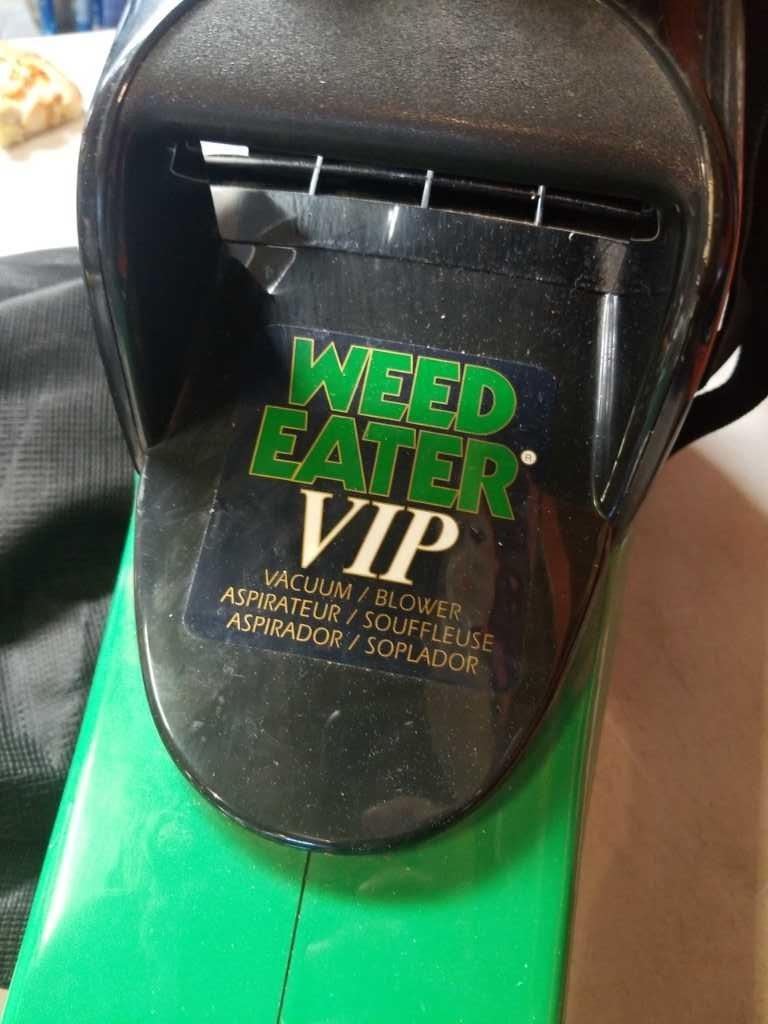 WEED
EATER®
VIP
VACUUM / BLOWER
ASPIRATEUR / SOUFFLEUSE
ASPIRADOR / SOPLADOR